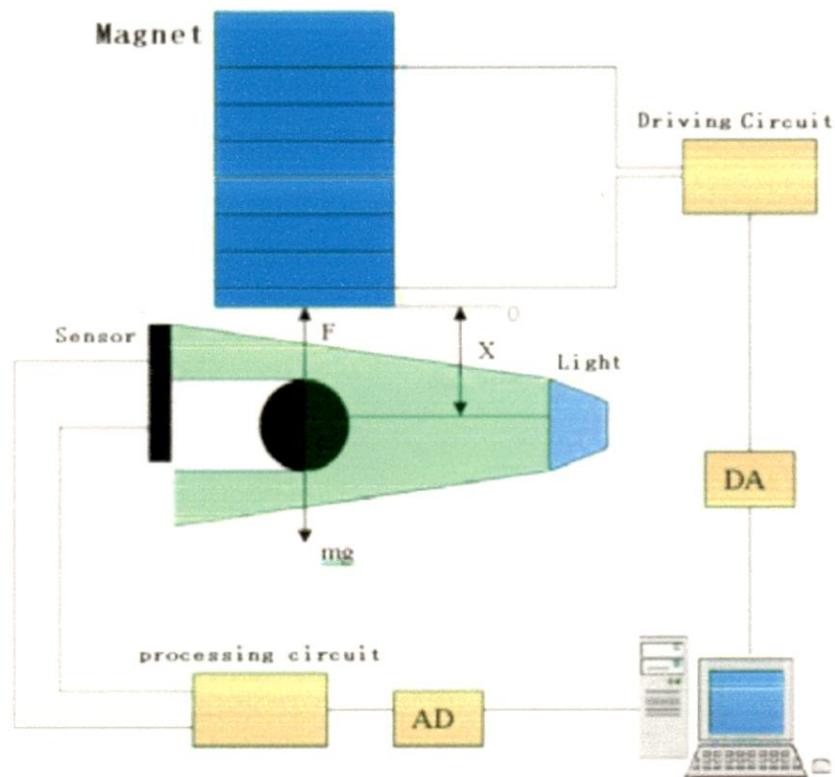 Magnet
Driving Circuit
0
Sensor
F
X
Light
DA
mg
processing circuit
AD